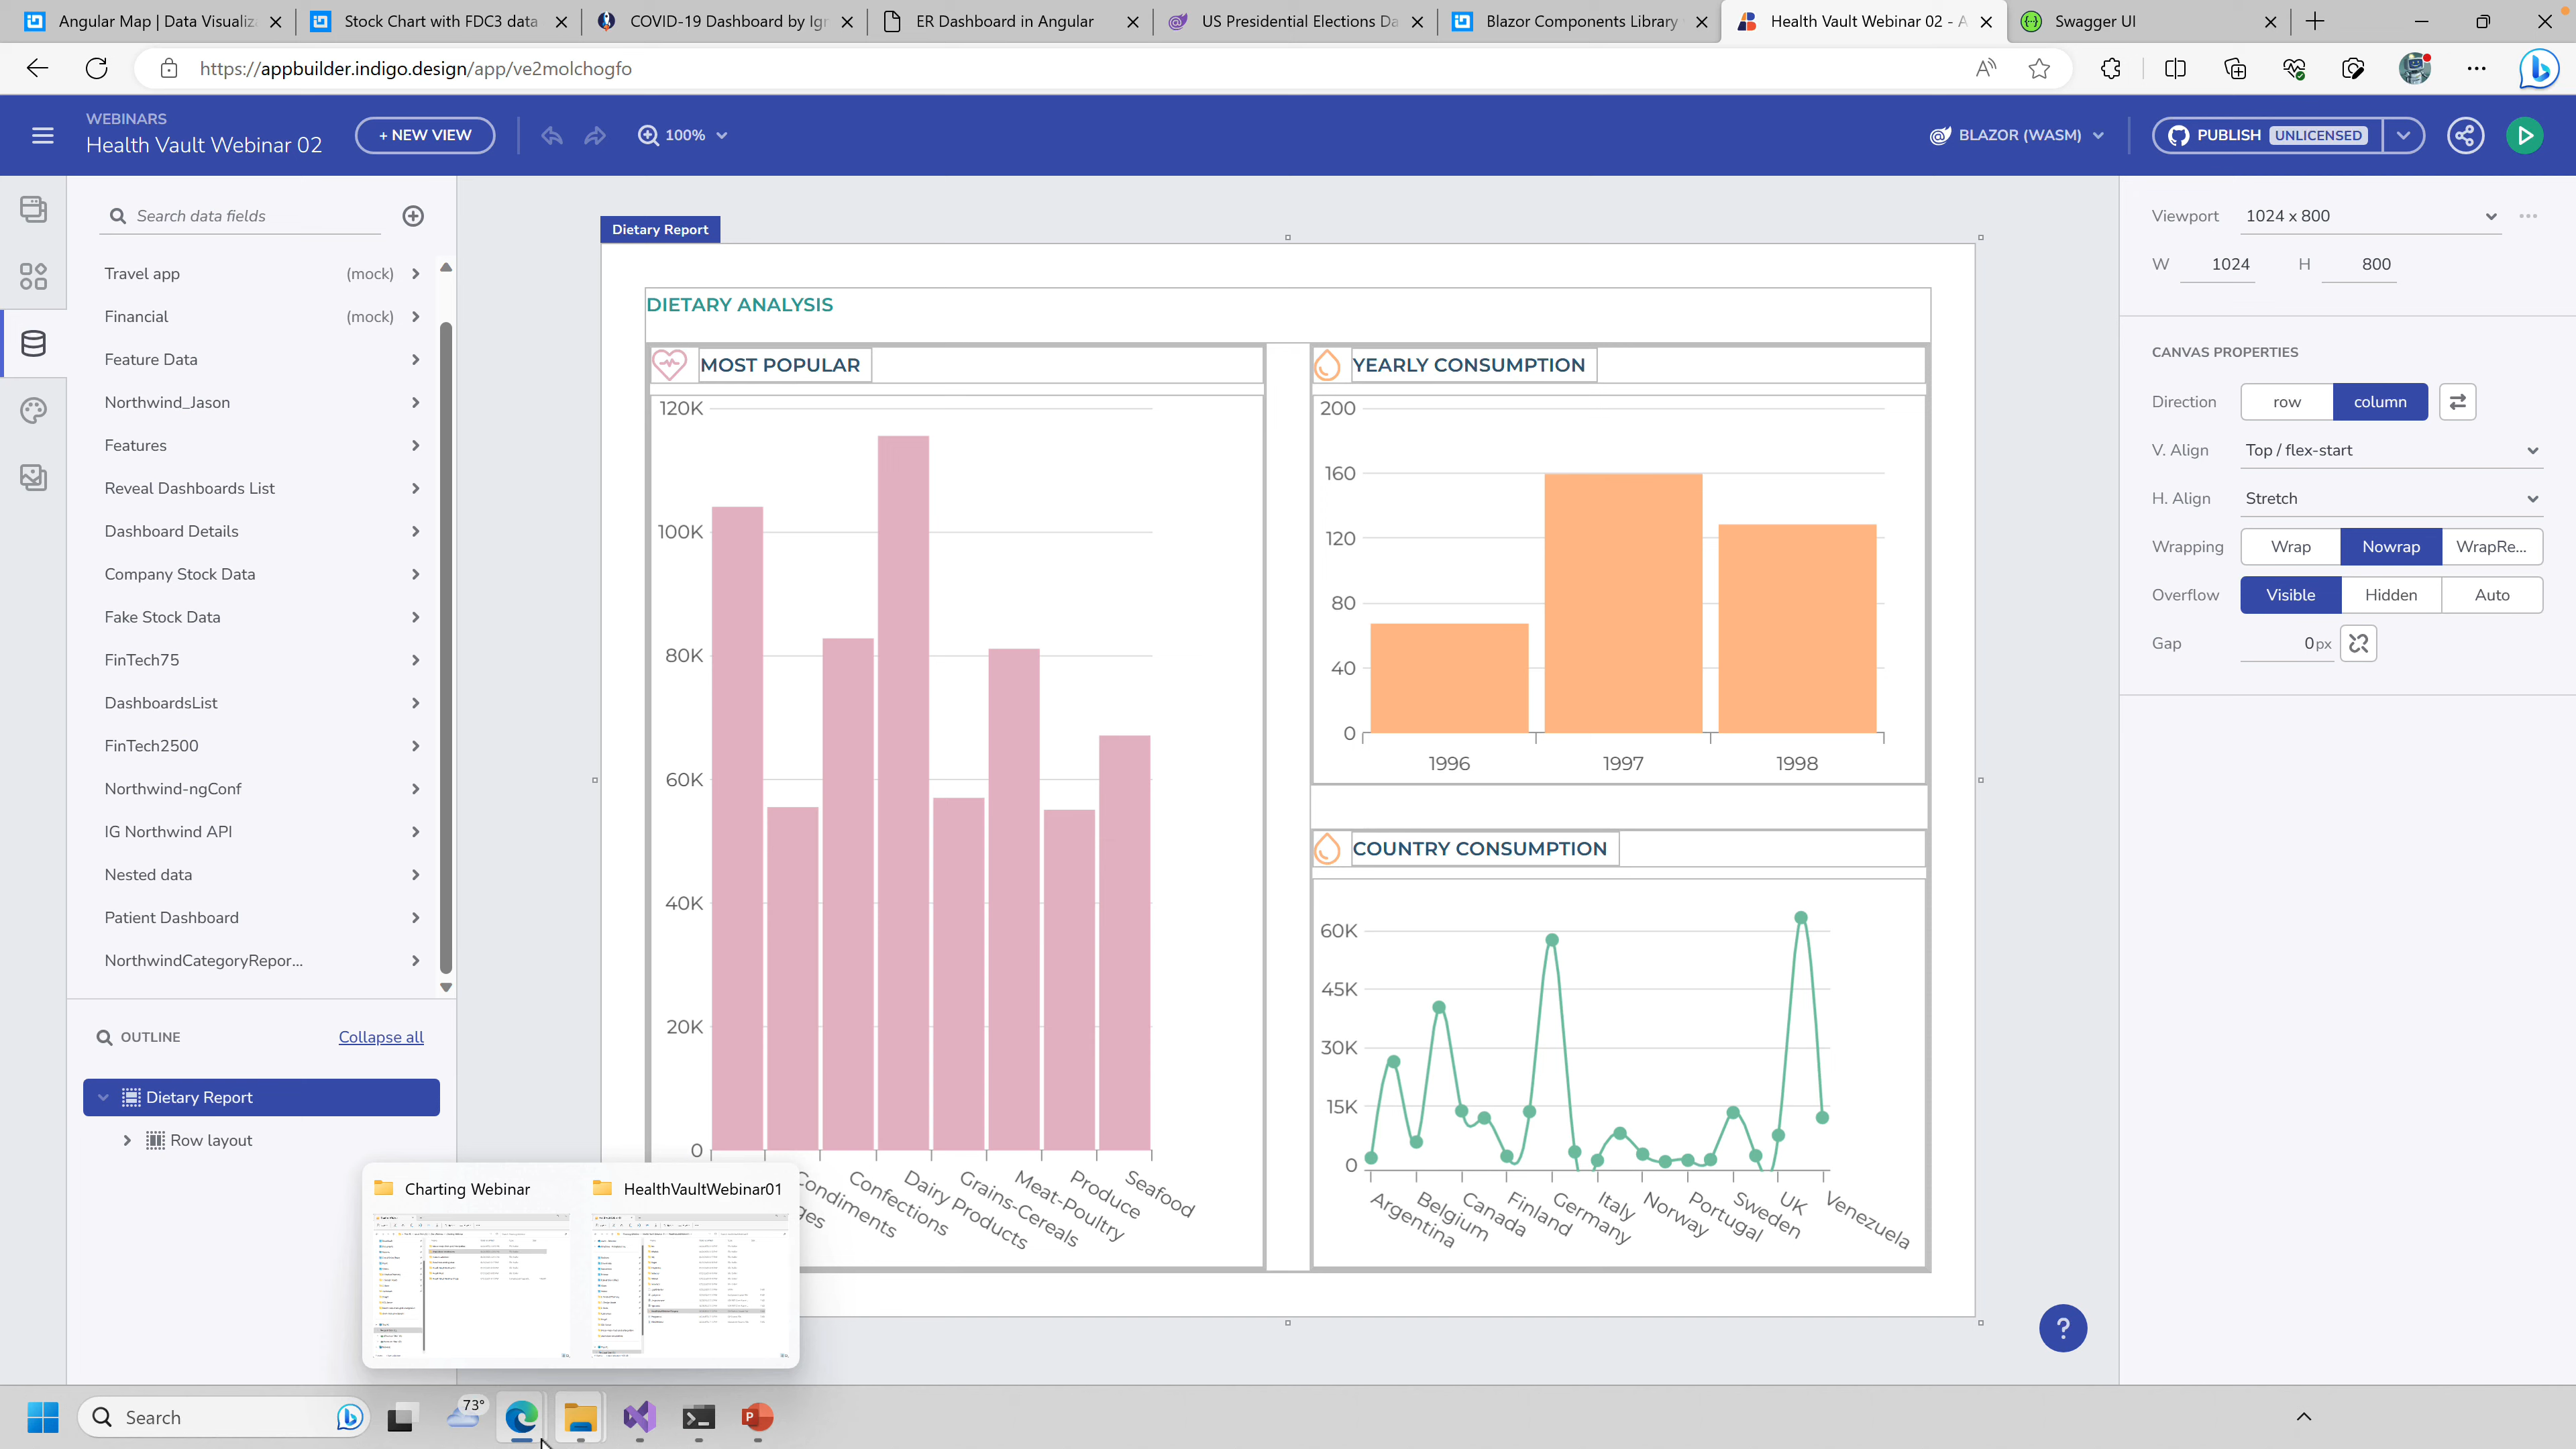 Angular Map | Data Visualiz
Stock Chart with FDC3 data
COVID-19 Dashboard by Ign
ER Dashboard in Angular
US Presidential Elections Da
Blazor Components Library
Health Vault Webinar 02 - A
Swagger UI
https://appbuilder.indigo.design/app/ve2molchogfo
WEBINARS
Health Vault Webinar 02
+ NEW VIEW
100%
BLAZOR (WASM)
PUBLISH UNLICENSED
Search data fields
Travel app (mock)
Financial (mock)
Feature Data
Northwind_Jason
Features
Reveal Dashboards List
Dashboard Details
Company Stock Data
Fake Stock Data
FinTech75
DashboardsList
FinTech2500
Northwind-ngConf
IG Northwind API
Nested data
Patient Dashboard
NorthwindCategoryRepor...
OUTLINE
Collapse all
Dietary Report
Row layout
Dietary Report
DIETARY ANALYSIS
MOST POPULAR
120K
100K
80K
60K
40K
20K
0
ges
Condiments
Confections
Dairy Products
Grains-Cereals
Meat-Poultry
Produce
Seafood
YEARLY CONSUMPTION
200
160
120
80
40
0
1996
1997
1998
COUNTRY CONSUMPTION
60K
45K
30K
15K
0
Argentina
Belgium
Canada
Finland
Germany
Italy
Norway
Portugal
Sweden
UK
Venezuela
Viewport 1024 x 800
W 1024 H 800
CANVAS PROPERTIES
Direction row column
V. Align Top / flex-start
H. Align Stretch
Wrapping Wrap Nowrap WrapRe...
Overflow Visible Hidden Auto
Gap 0px
?
Charting Webinar
HealthVaultWebinar01
Search
73°